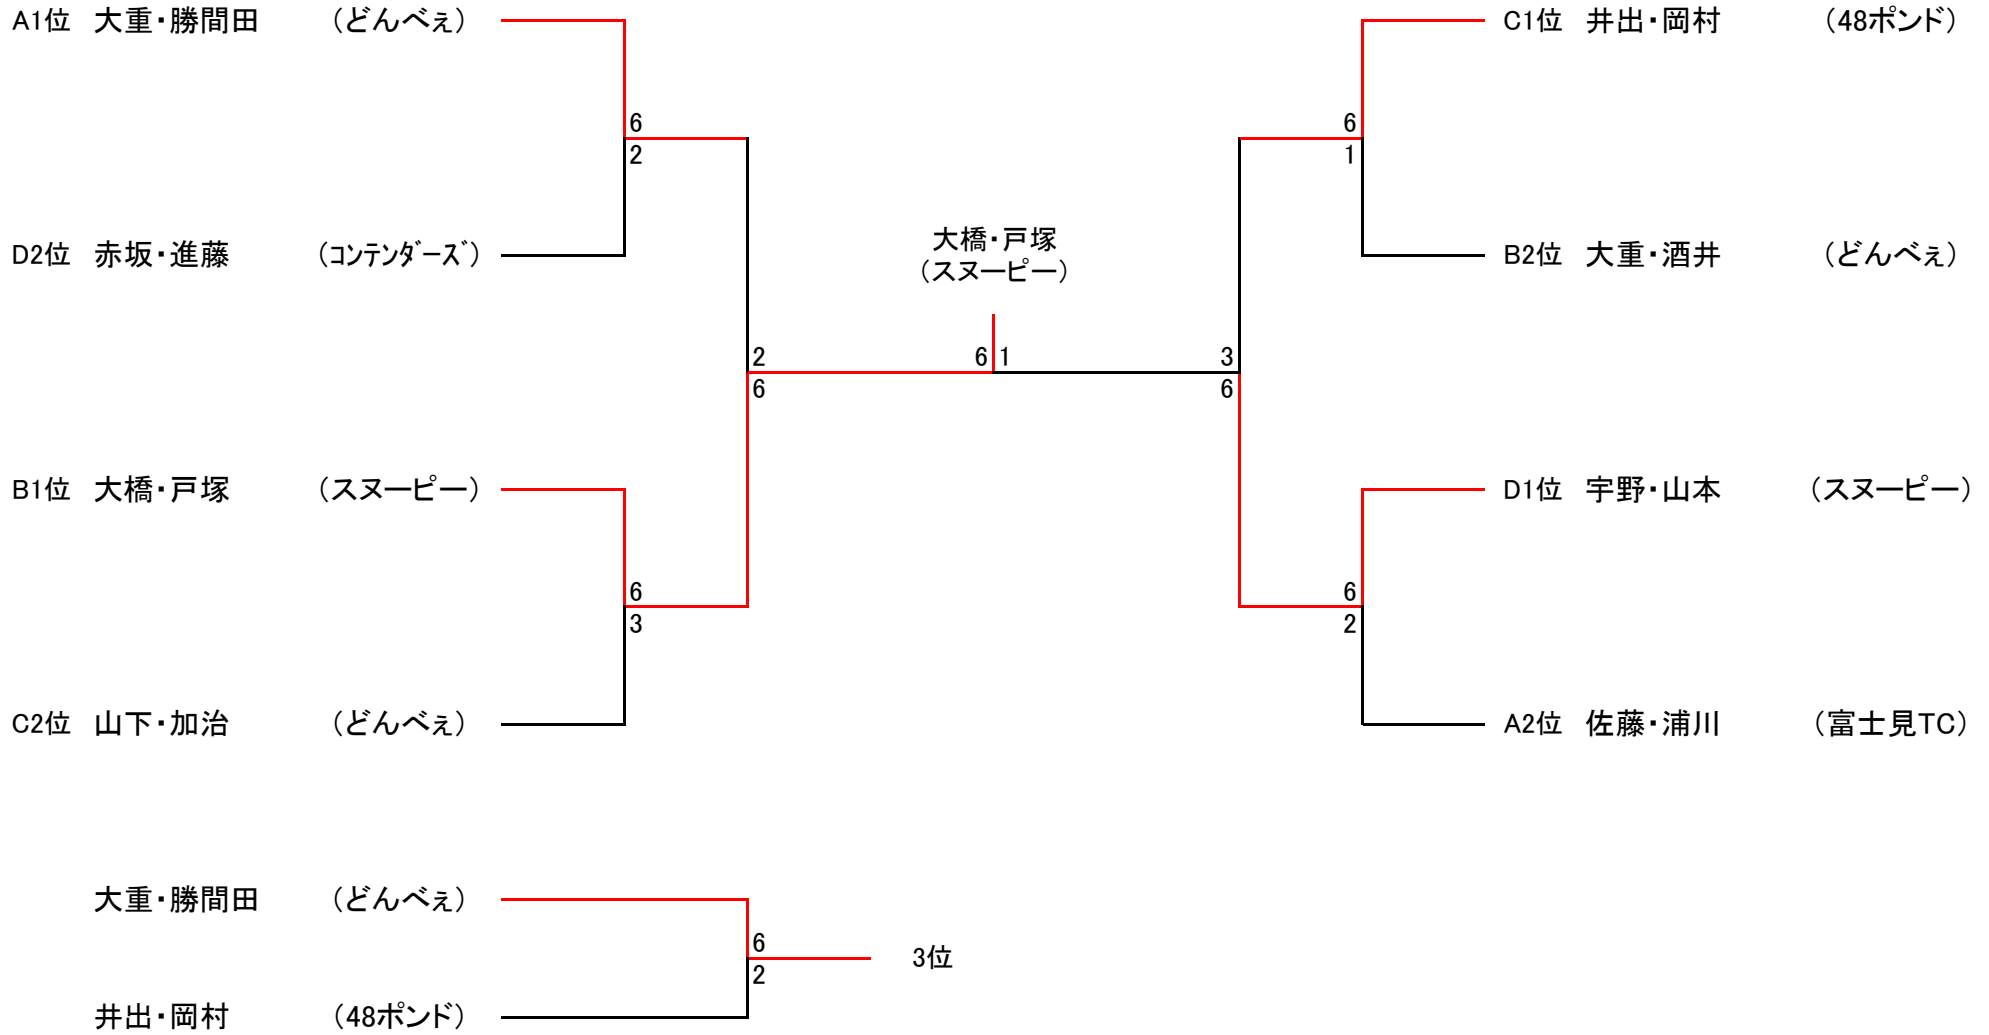 A1位 大重・勝間田 （どんべぇ）
C1位 井出・岡村 （48ポンド）
6
2
6
1
D2位 赤坂・進藤 （ｺﾝﾃﾝﾀﾞｰｽﾞ）
B2位 大重・酒井 （どんべぇ）
大橋・戸塚
（スヌーピー）
2
6
6 1
3
6
B1位 大橋・戸塚 （スヌーピー）
D1位 宇野・山本 （スヌーピー）
6
3
6
2
C2位 山下・加治 （どんべぇ）
A2位 佐藤・浦川 （富士見TC）
大重・勝間田 （どんべぇ）
6
2
3位
井出・岡村 （48ポンド）